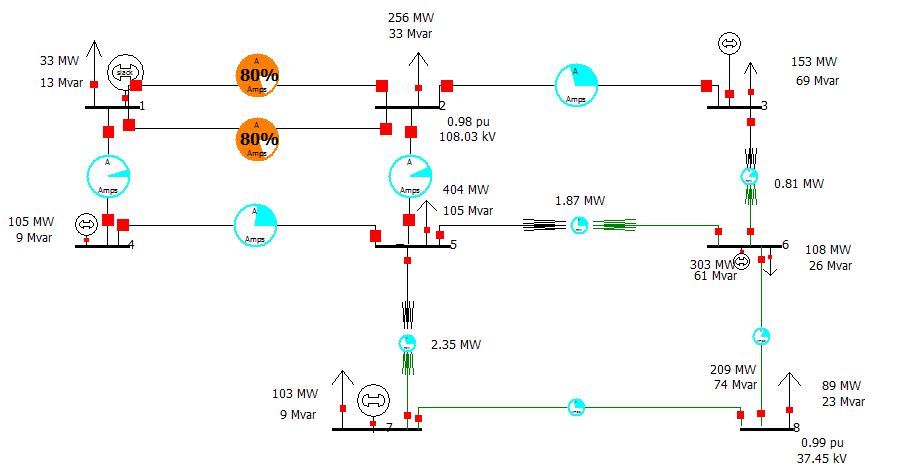 256 MW
33 Mvar
33 MW
13 Mvar
slack
A
80%
Amps
A
Amps
153 MW
69 Mvar
1
2
3
0.98 pu
108.03 kV
A
80%
Amps
A
Amps
A
Amps
0.81 MW
404 MW
105 Mvar
1.87 MW
105 MW
9 Mvar
A
Amps
4
5
6
303 MW
61 Mvar
108 MW
26 Mvar
2.35 MW
209 MW
74 Mvar
89 MW
23 Mvar
103 MW
9 Mvar
7
8
0.99 pu
37.45 kV